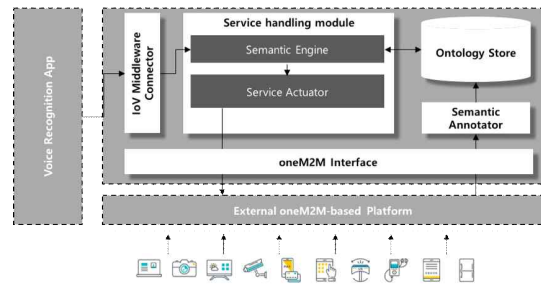 Voice Recognition App
IoV Middleware
Connector
Service handling module
Semantic Engine
Service Actuator
Ontology Store
Semantic
Annotator
oneM2M Interface
External oneM2M-based Platform